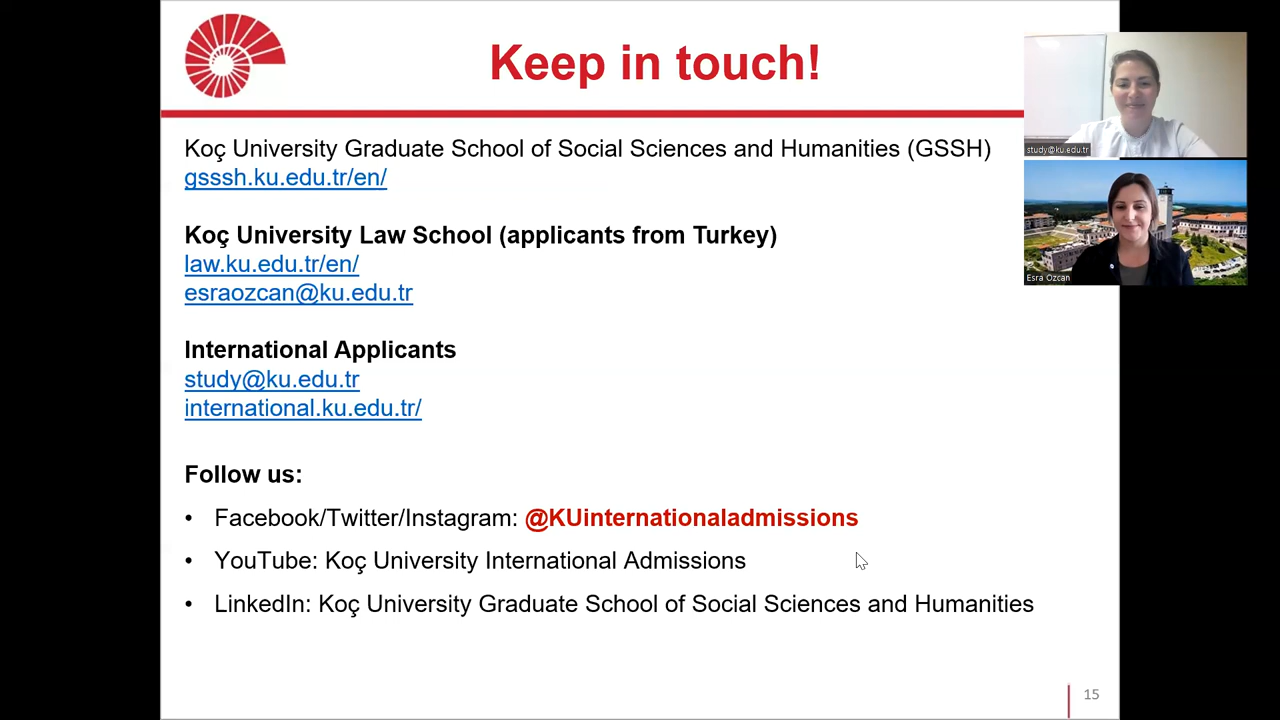 Keep in touch!
Koç University Graduate School of Social Sciences and Humanities (GSSH)
gsssh.ku.edu.tr/en/
Koç University Law School (applicants from Turkey)
law.ku.edu.tr/en/
esraozcan@ku.edu.tr
International Applicants
study@ku.edu.tr
international.ku.edu.tr/
Follow us:
• Facebook/Twitter/Instagram: @KUinternationaladmissions
• YouTube: Koç University International Admissions
• LinkedIn: Koç University Graduate School of Social Sciences and Humanities
15
study@ku.edu.tr
Esra Ozcan